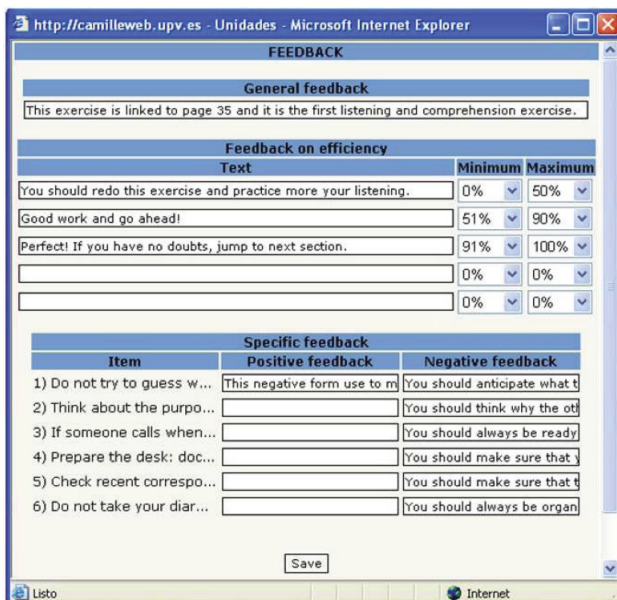 http://camilleweb.upv.es - Unidades - Microsoft Internet Explorer
FEEDBACK
General feedback
This exercise is linked to page 35 and it is the first listening and comprehension exercise.
Feedback on efficiency
Text Minimum Maximum
You should redo this exercise and practice more your listening. 0% 50%
Good work and go ahead! 51% 90%
Perfect! If you have no doubts, jump to next section. 91% 100%
0% 0%
0% 0%
Specific feedback
Item Positive feedback Negative feedback
1) Do not try to guess w... This negative form use to m You should anticipate what t
2) Think about the purpo... You should think why the oth
3) If someone calls when... You should always be ready
4) Prepare the desk: doc... You should make sure that y
5) Check recent correspo... You should make sure that t
6) Do not take your diar... You should always be organ
Save
Listo Internet